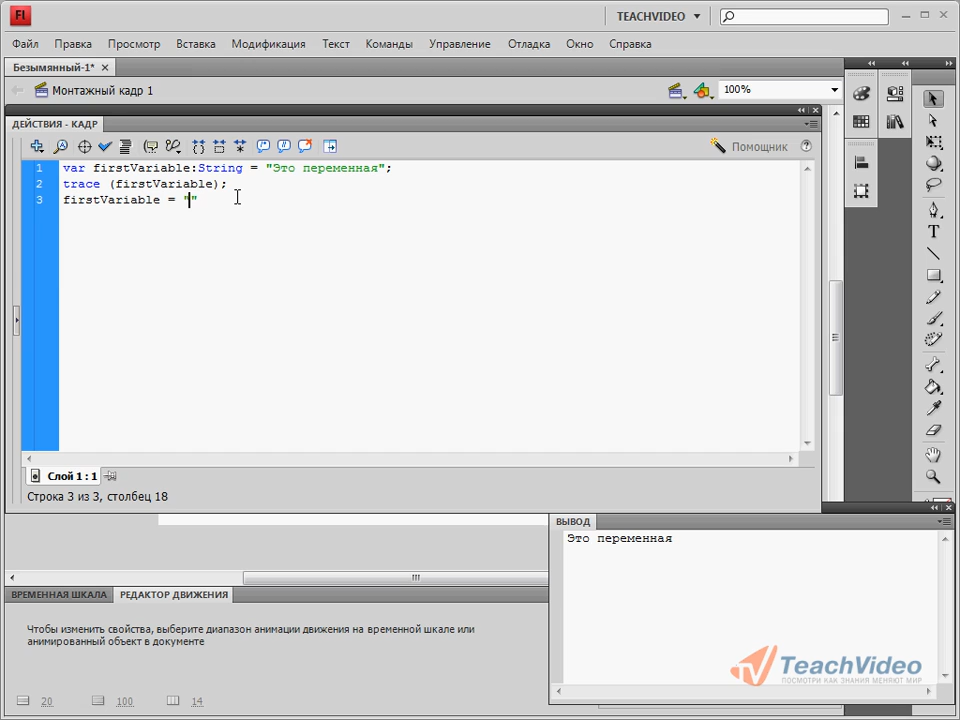 Fl
TEACHVIDEO
Файл Правка Просмотр Вставка Модификация Текст Команды Управление Отладка Окно Справка
Безымянный-1*
Монтажный кадр 1
100%
ДЕЙСТВИЯ - КАДР
Помощник
1 var firstVariable:String = "Это переменная";
2 trace (firstVariable);
3 firstVariable = ""
Слой 1 : 1
Строка 3 из 3, столбец 18
ВЫВОД
Это переменная
ВРЕМЕННАЯ ШКАЛА РЕДАКТОР ДВИЖЕНИЯ
Чтобы изменить свойства, выберите диапазон анимации движения на временной шкале или
анимированный объект в документе
20 100 14
TeachVideo
ПОСМОТРИ КАК ЗНАНИЯ МЕНЯЮТ МИР